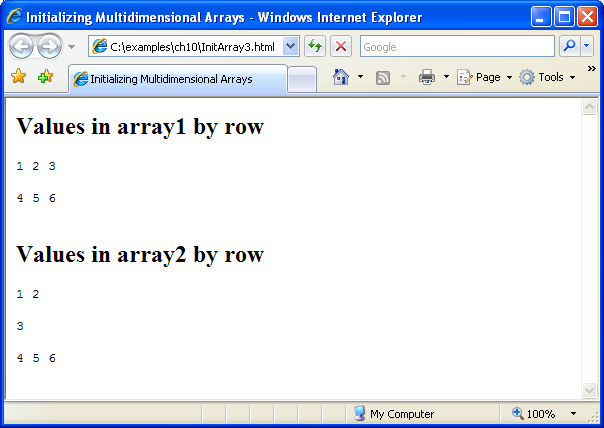 Initializing Multidimensional Arrays - Windows Internet Explorer
C:\examples\ch10\InitArray3.html
Google
Initializing Multidimensional Arrays
Page
Tools
»
Values in array1 by row
1 2 3
4 5 6
Values in array2 by row
1 2
3
4 5 6
My Computer
100%